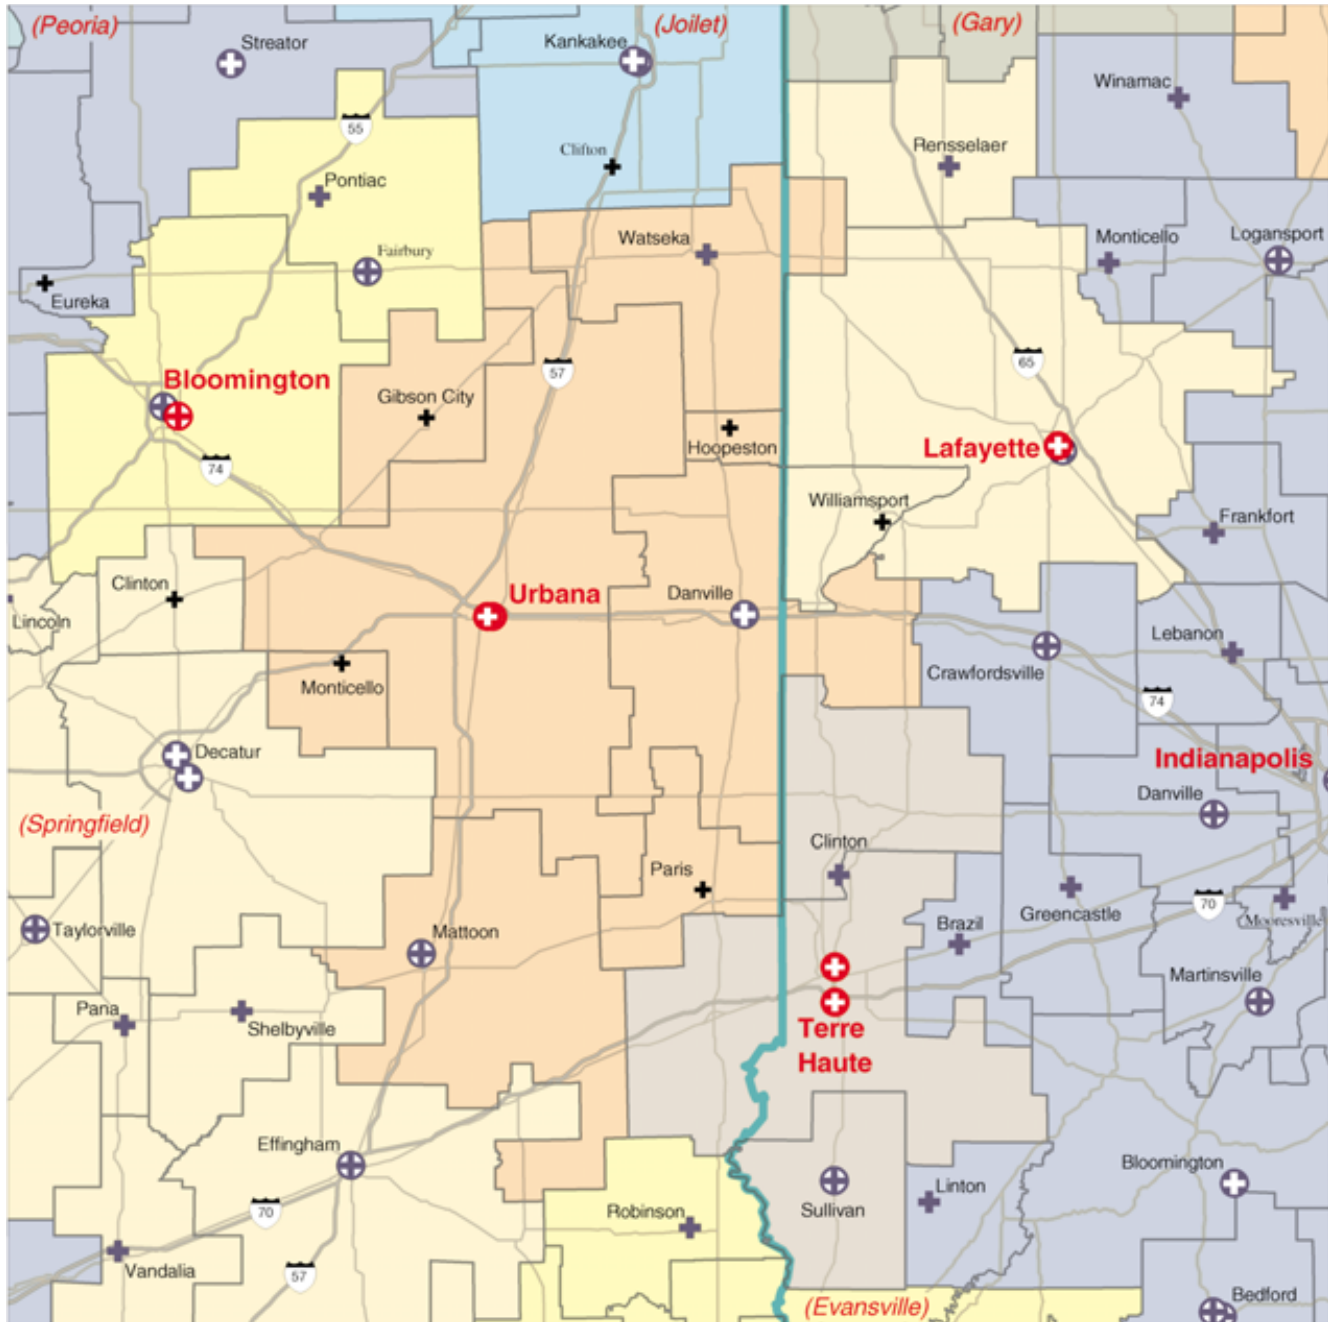 (Peoria)
(Joilet)
(Gary)
Streator
Kankakee
Winamac
55
Clifton
Rensselaer
Pontiac
Watseka
Monticello
Logansport
Fairbury
Eureka
57
65
Bloomington
Gibson City
Hoopeston
Lafayette
74
Williamsport
Frankfort
Clinton
Urbana
Danville
Lincoln
Lebanon
Crawfordsville
Monticello
74
Decatur
Indianapolis
Danville
(Springfield)
Clinton
Paris
70
Greencastle
Mooresville
Taylorville
Mattoon
Brazil
Martinsville
Pana
Shelbyville
Terre
Haute
Effingham
Bloomington
Linton
70
Robinson
Sullivan
Vandalia
57
(Evansville)
Bedford